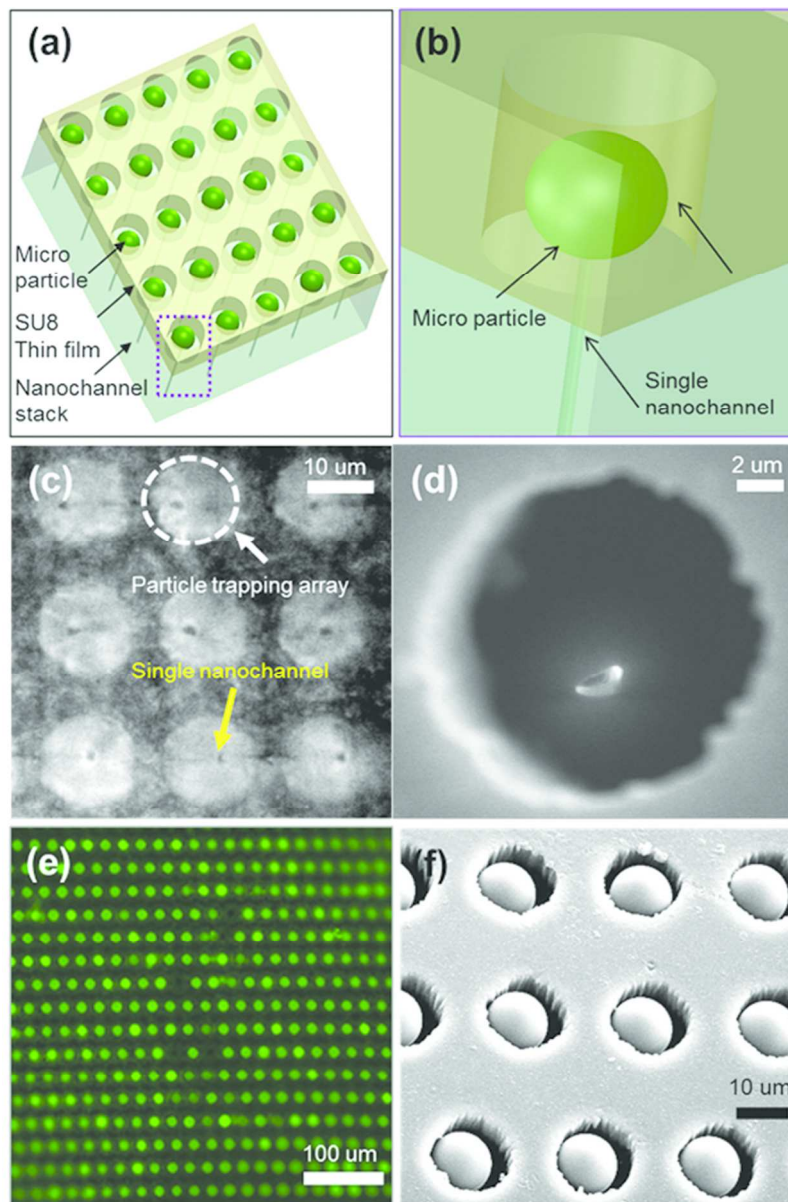 (a)
Micro
particle
SU8
Thin film
Nanochannel
stack
(b)
Micro particle
Single
nanochannel
(c)
10 um
Particle trapping array
Single nanochannel
(d)
2 um
(e)
100 um
(f)
10 um